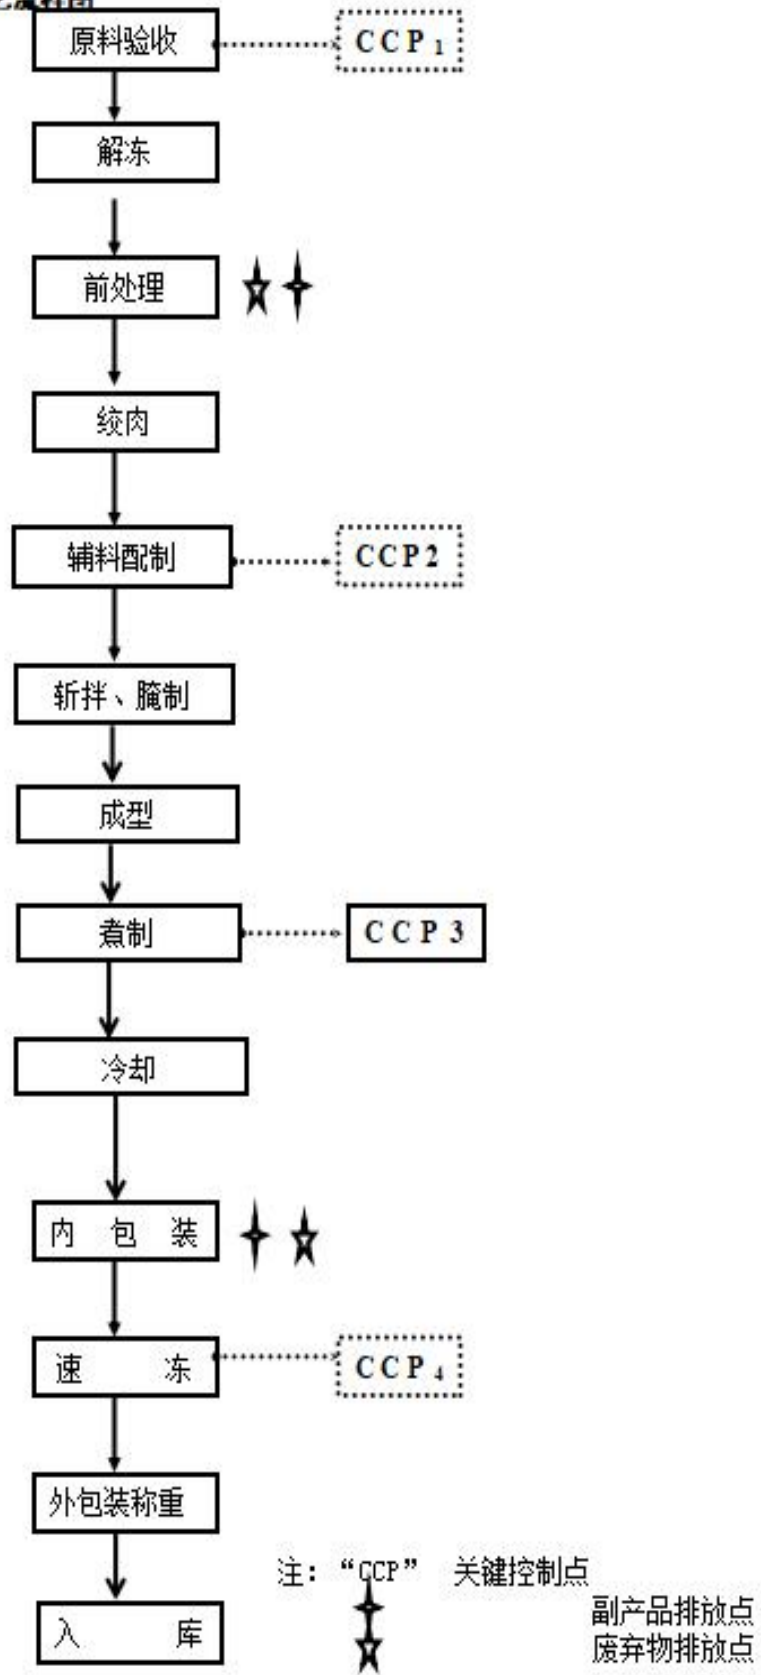 原料验收
CCP1
解冻
前处理
绞肉
辅料配制
CCP2
斩拌、腌制
成型
煮制
CCP3
冷却
内包装
速冻
CCP4
外包装称重
注：“CCP” 关键控制点
副产品排放点
入库
废弃物排放点